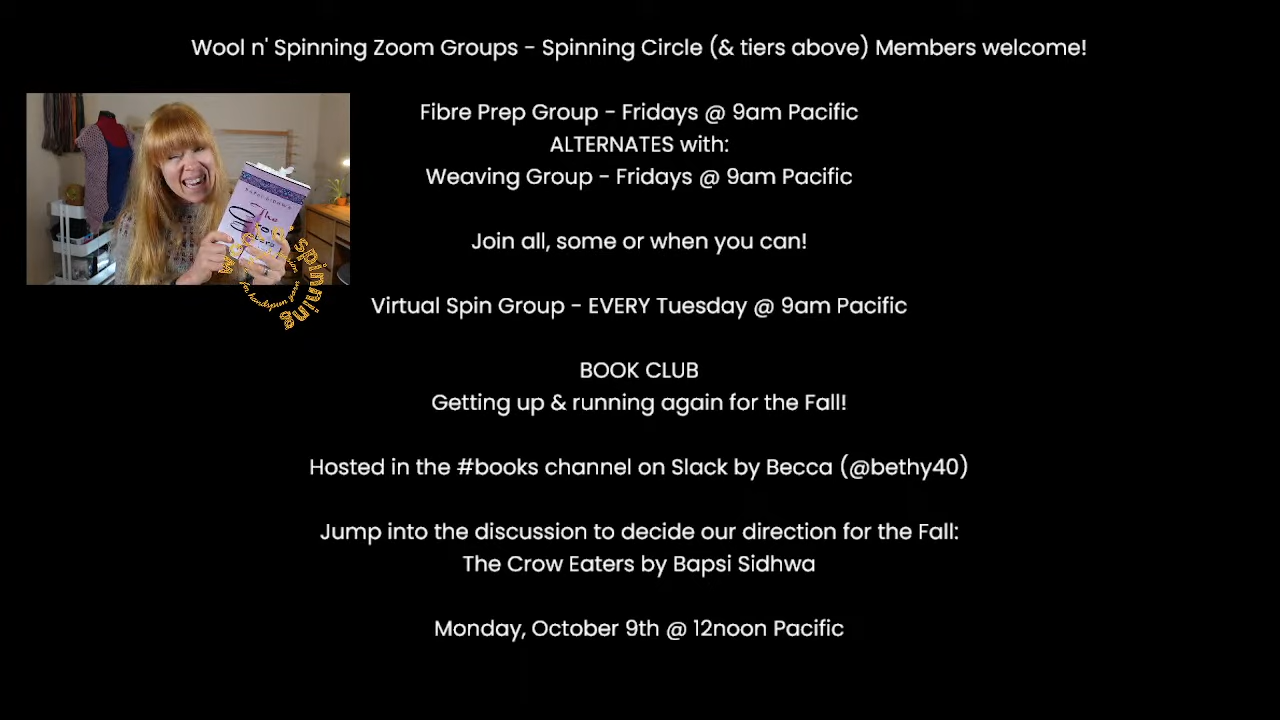 Wool n' Spinning Zoom Groups - Spinning Circle (& tiers above) Members welcome!
Fibre Prep Group - Fridays @ 9am Pacific
ALTERNATES with:
Weaving Group - Fridays @ 9am Pacific
Join all, some or when you can!
Virtual Spin Group - EVERY Tuesday @ 9am Pacific
BOOK CLUB
Getting up & running again for the Fall!
Hosted in the #books channel on Slack by Becca (@bethy40)
Jump into the discussion to decide our direction for the Fall:
The Crow Eaters by Bapsi Sidhwa
Monday, October 9th @ 12noon Pacific
The
spinning
handspun yarn